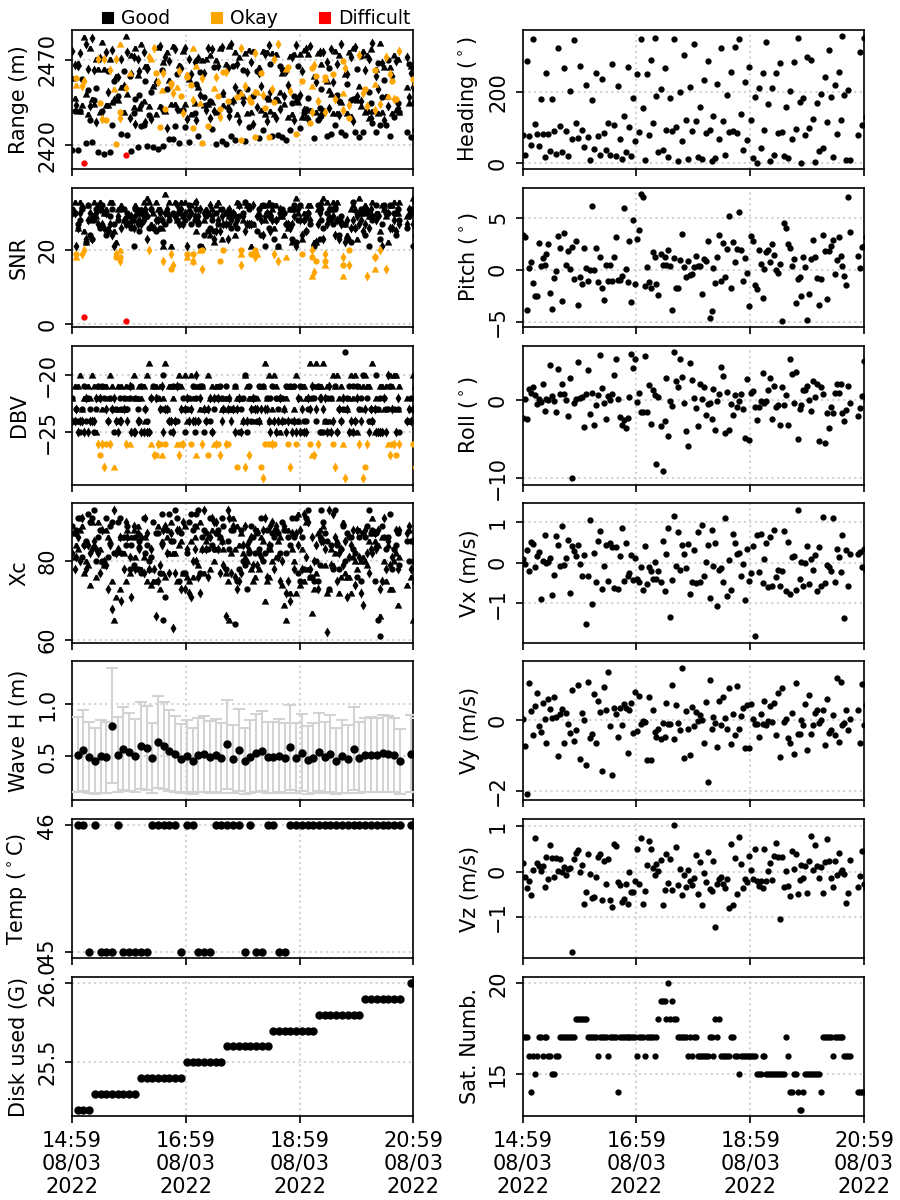 Good Okay Difficult
Range (m)
2470
2420
Heading (°)
200
0
SNR
20
0
Pitch (°)
5
0
−5
DBV
−20
−25
Roll (°)
0
−10
Xc
80
60
Vx (m/s)
1
0
−1
Wave H (m)
1.0
0.5
Vy (m/s)
0
−2
Temp (°C)
46
45
Vz (m/s)
1
0
−1
Disk used (G)
26.0
25.5
Sat. Numb.
20
15
14:59 16:59 18:59 20:59
08/03 08/03 08/03 08/03
2022 2022 2022 2022
14:59 16:59 18:59 20:59
08/03 08/03 08/03 08/03
2022 2022 2022 2022